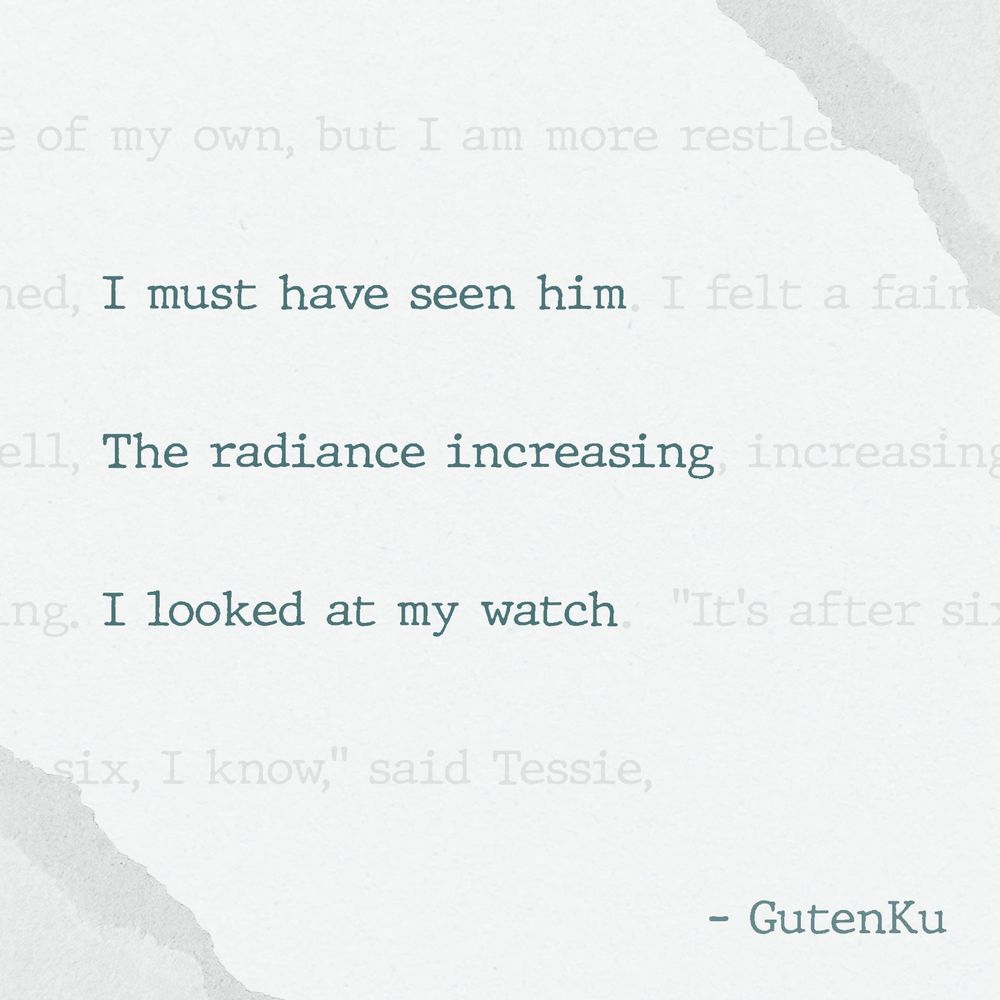 e of my own, but I am more restles
ned, I must have seen him. I felt a fain
ell, The radiance increasing, increasing
ing. I looked at my watch. "It's after six
six, I know," said Tessie,
- GutenKu